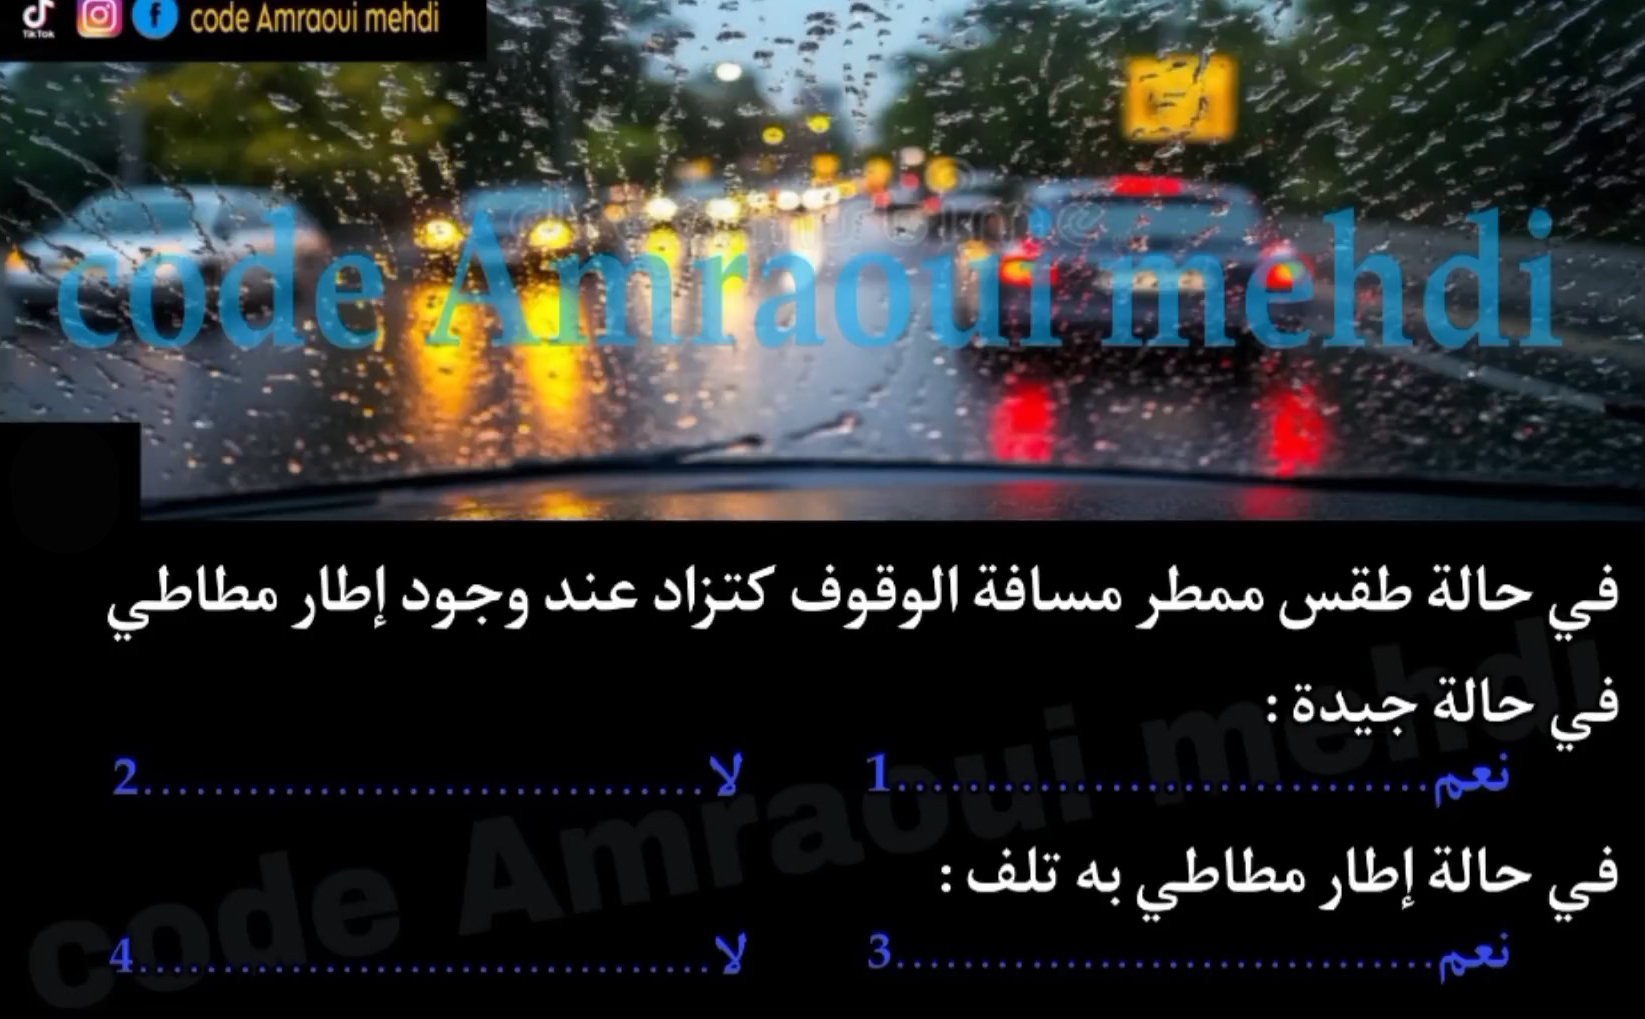 TikTok code Amraoui mehdi
code Amraoui mehdi
في حالة طقس ممطر مسافة الوقوف كتزاد عند وجود إطار مطاطي
في حالة جيدة :
نعم..............................1 لا..............................2
في حالة إطار مطاطي به تلف :
نعم..............................3 لا..............................4
code Amraoui mehdi